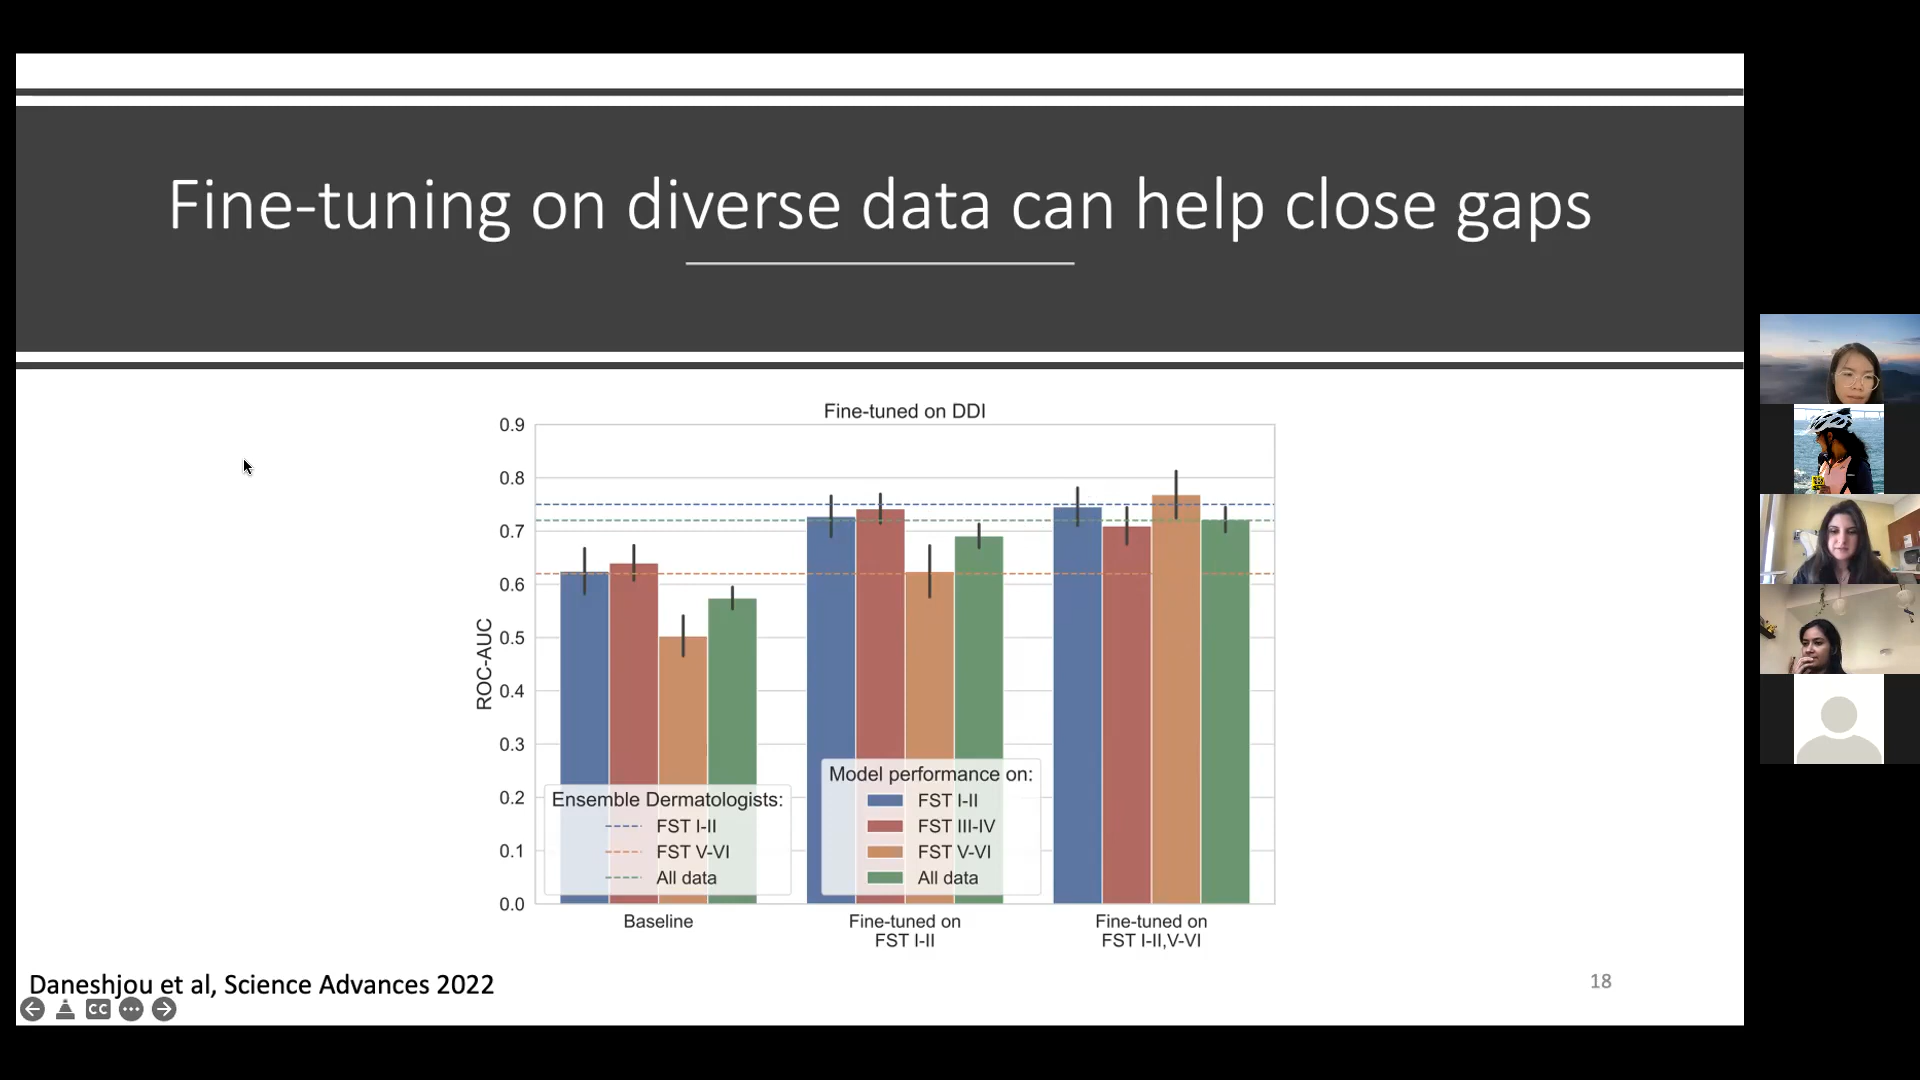 Fine-tuning on diverse data can help close gaps
Fine-tuned on DDI
ROC-AUC
0.9
0.8
0.7
0.6
0.5
0.4
0.3
0.2
0.1
0.0
Ensemble Dermatologists:
FST I-II
FST V-VI
All data
Model performance on:
FST I-II
FST III-IV
FST V-VI
All data
Baseline
Fine-tuned on
FST I-II
Fine-tuned on
FST I-II,V-VI
Daneshjou et al, Science Advances 2022
18
CC